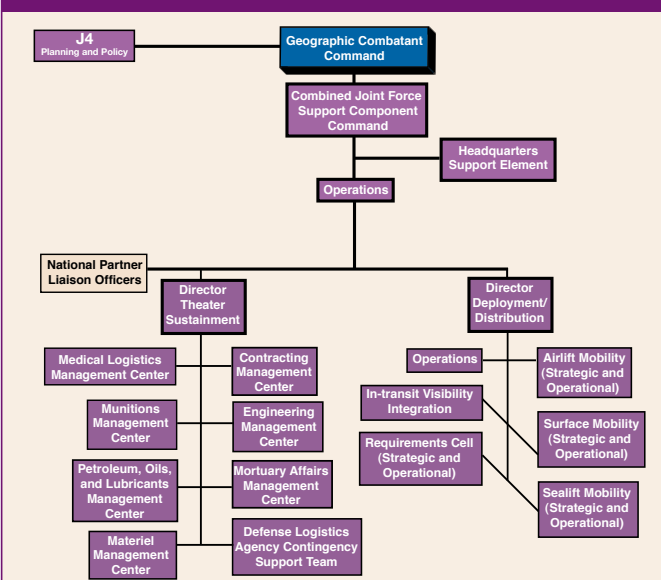 J4
Planning and Policy
Geographic Combatant
Command
Combined Joint Force
Support Component
Command
Headquarters
Support Element
Operations
National Partner
Liaison Officers
Director
Theater
Sustainment
Director
Deployment/
Distribution
Medical Logistics
Management Center
Contracting
Management
Center
Operations
Airlift Mobility
(Strategic and
Operational)
In-transit Visibility
Integration
Munitions
Management
Center
Engineering
Management
Center
Surface Mobility
(Strategic and
Operational)
Requirements Cell
(Strategic and
Operational)
Petroleum, Oils,
and Lubricants
Management
Center
Mortuary Affairs
Management
Center
Sealift Mobility
(Strategic and
Operational)
Materiel
Management
Center
Defense Logistics
Agency Contingency
Support Team